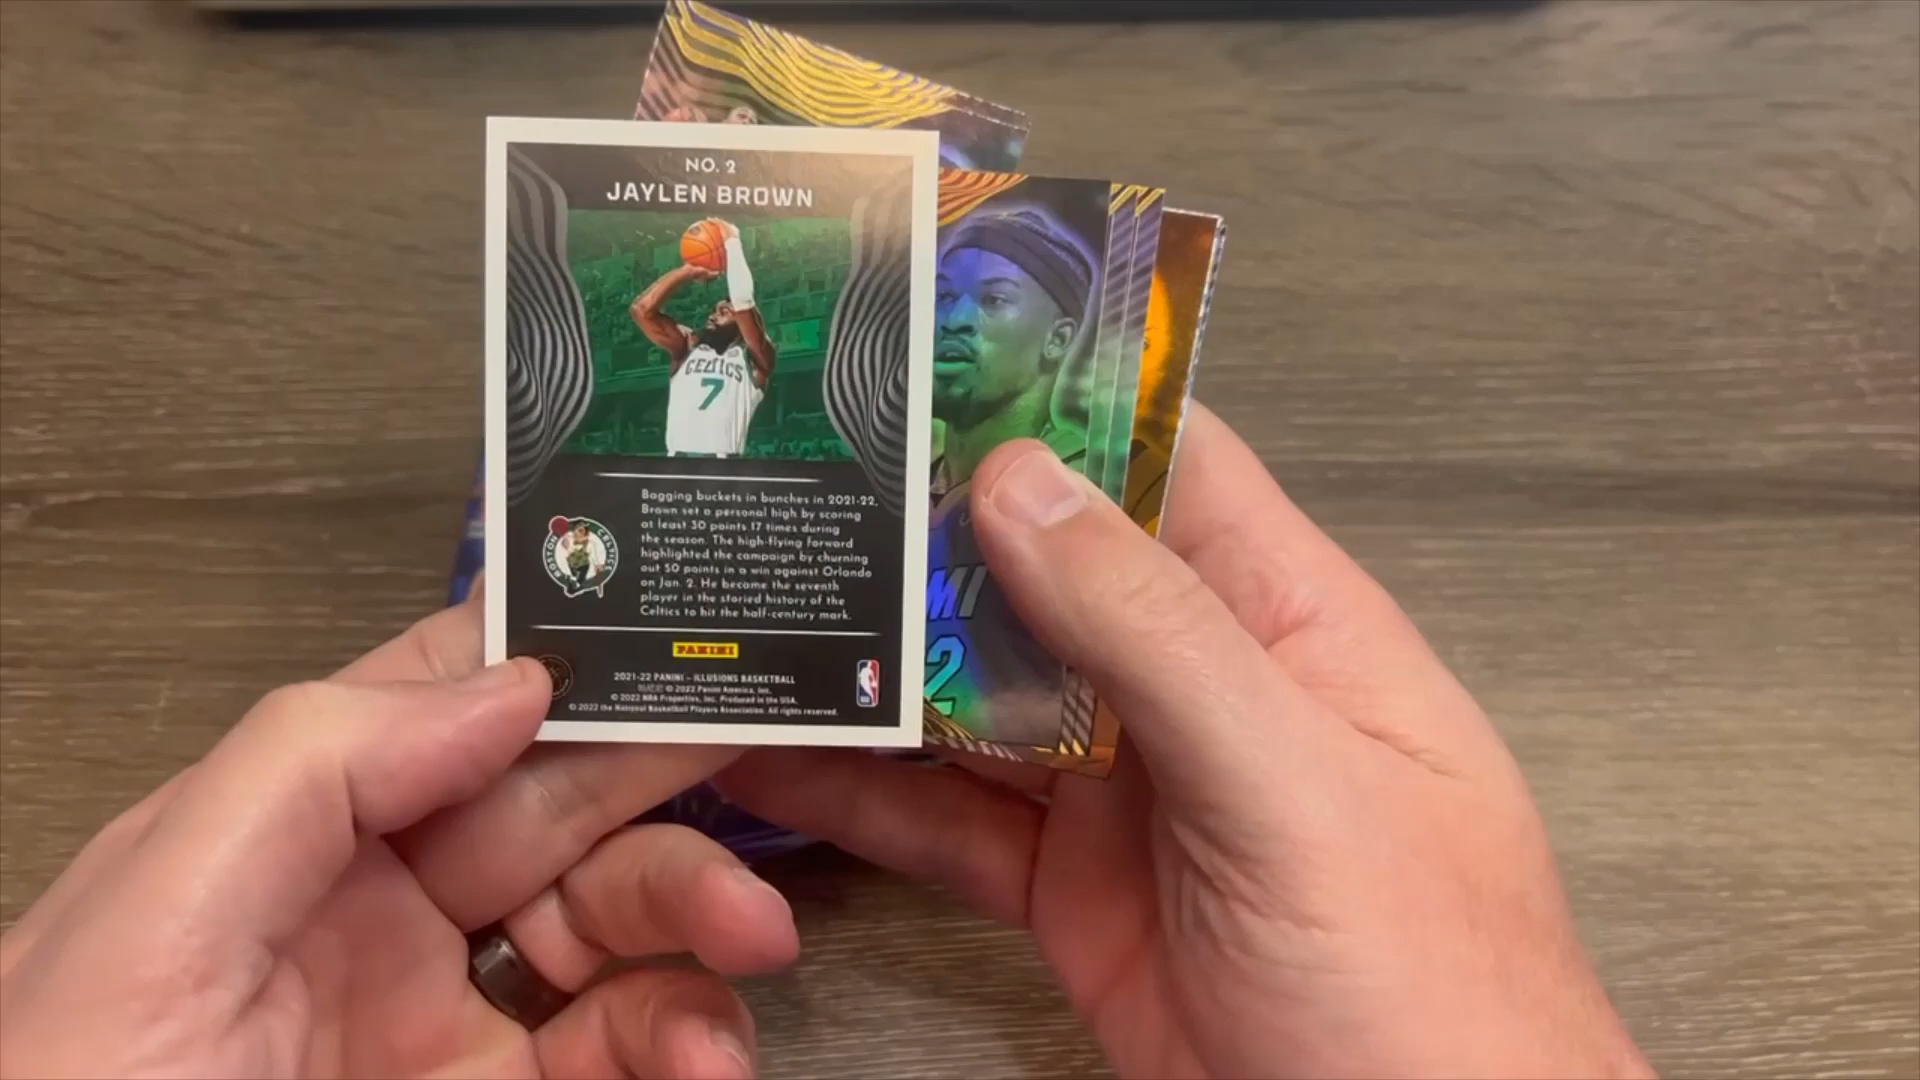 NO. 2
JAYLEN BROWN
CELTICS
7
Bagging buckets in bunches in 2021-22,
Brown set a personal high by scoring
at least 30 points 17 times during
the season. The high-flying forward
highlighted the campaign by churning
out 50 points in a win against Orlando
on Jan. 2. He became the seventh
player in the storied history of the
Celtics to hit the half-century mark.
BOSTON CELTICS
PANINI
2021-22 PANINI – ILLUSIONS BASKETBALL
© 2022 Panini America, Inc.
© 2022 NBA Properties, Inc. Produced in the USA.
© 2022 the National Basketball Players Association. All rights reserved.
MI
2